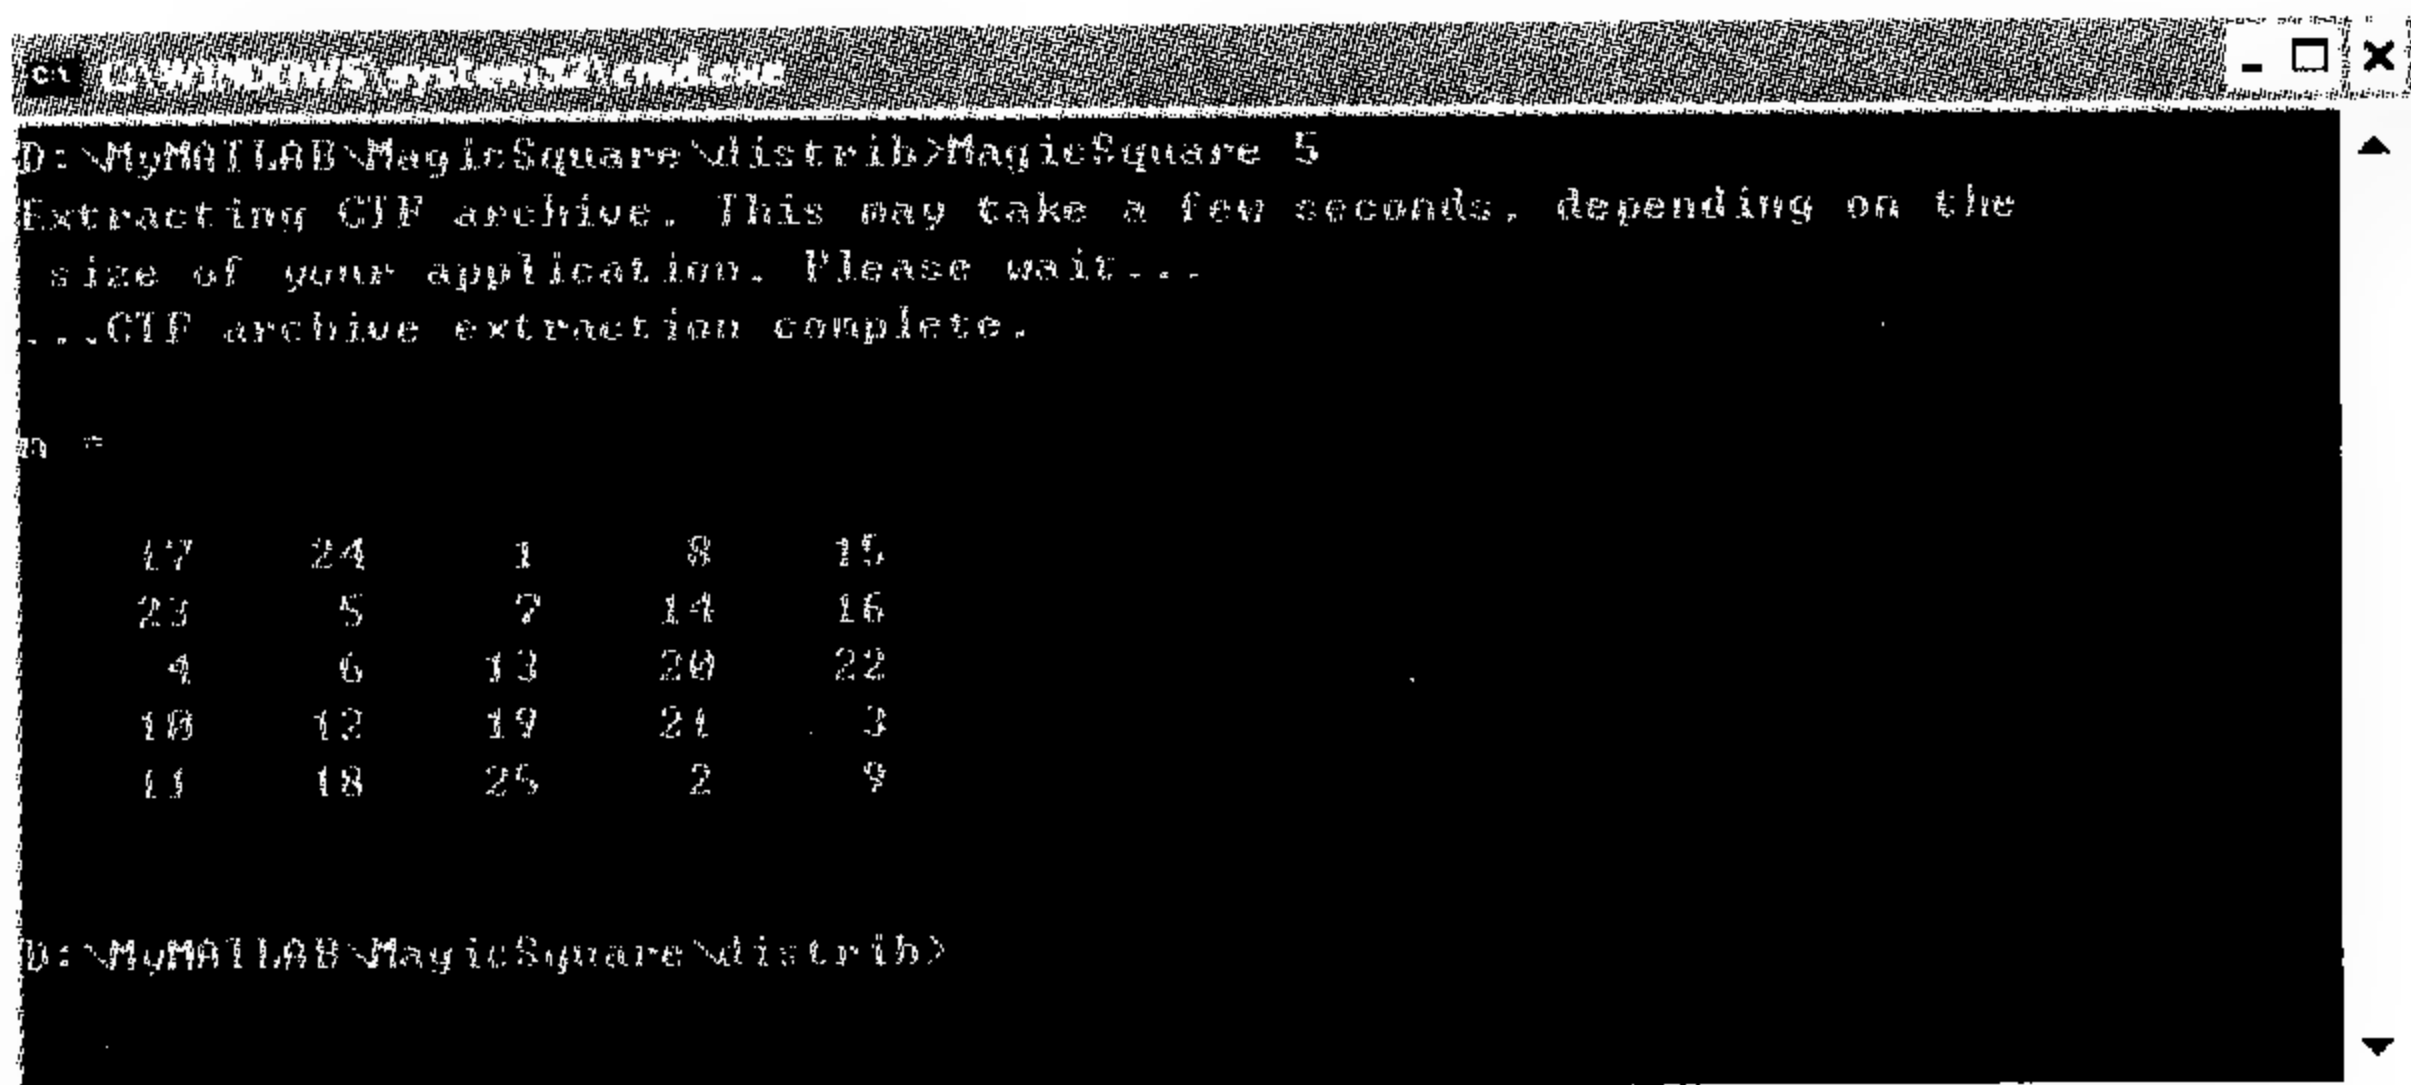 C:\WINDOWS\system32\cmd.exe
D:\MyMATLAB\MagicSquare\distrib>MagicSquare 5
Extracting CTF archive. This may take a few seconds, depending on the
 size of your application. Please wait...
...CTF archive extraction complete.
m =
17 24 1 8 15
23 5 7 14 16
4 6 13 20 22
10 12 19 21 3
11 18 25 2 9
D:\MyMATLAB\MagicSquare\distrib>